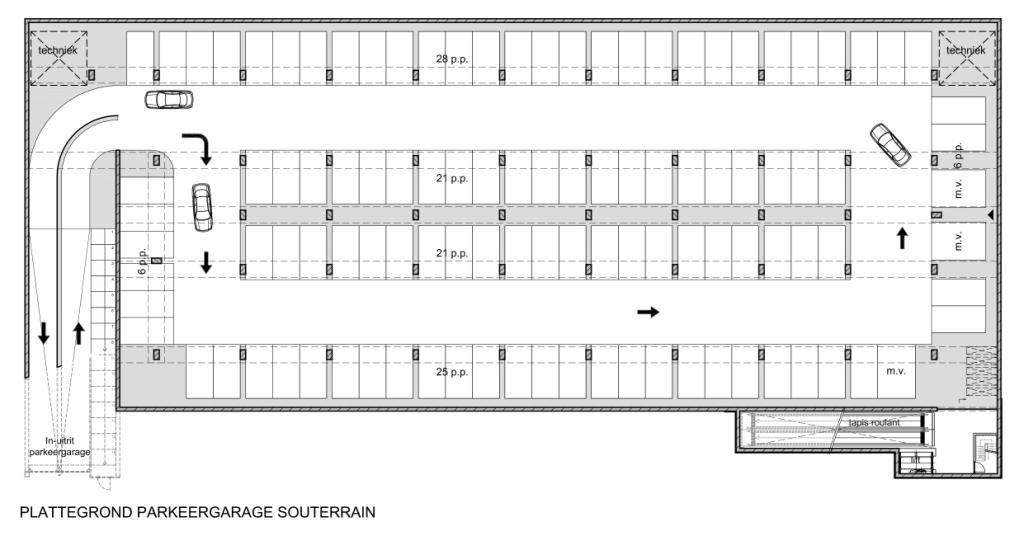 techniek
techniek
28 p.p.
6 p.p.
21 p.p.
m.v.
m.v.
21 p.p.
6 p.p.
25 p.p.
m.v.
tapis roulant
In-uitrit
parkeergarage
lift
PLATTEGROND PARKEERGARAGE SOUTERRAIN